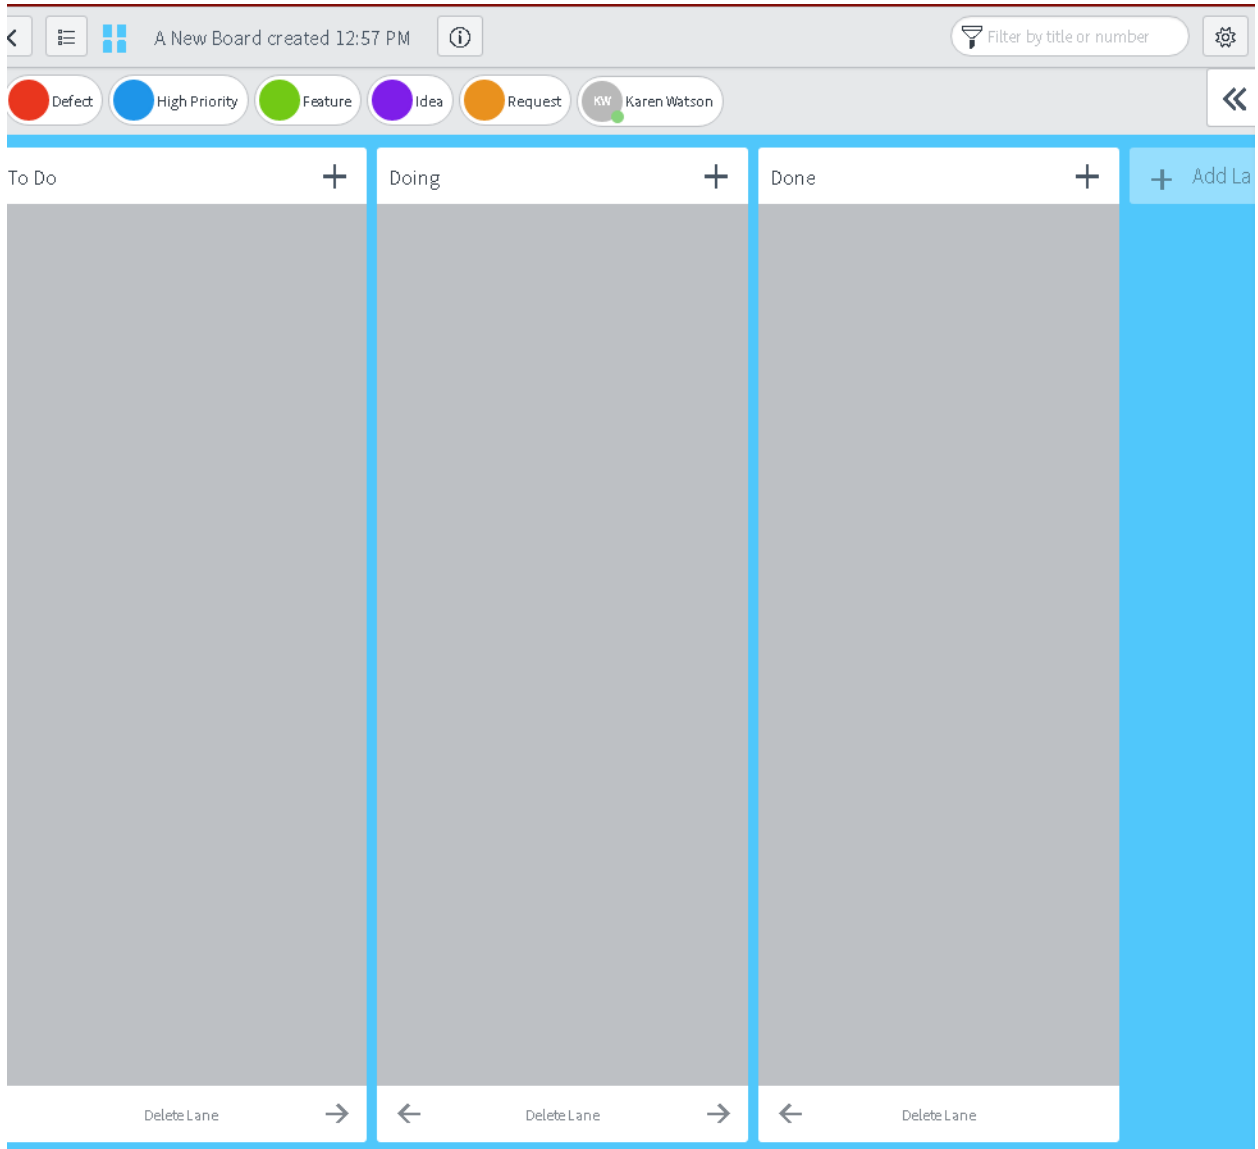 A New Board created 12:57 PM
Filter by title or number
Defect High Priority Feature Idea Request KW Karen Watson
To Do Doing Done Add La
Delete Lane Delete Lane Delete Lane